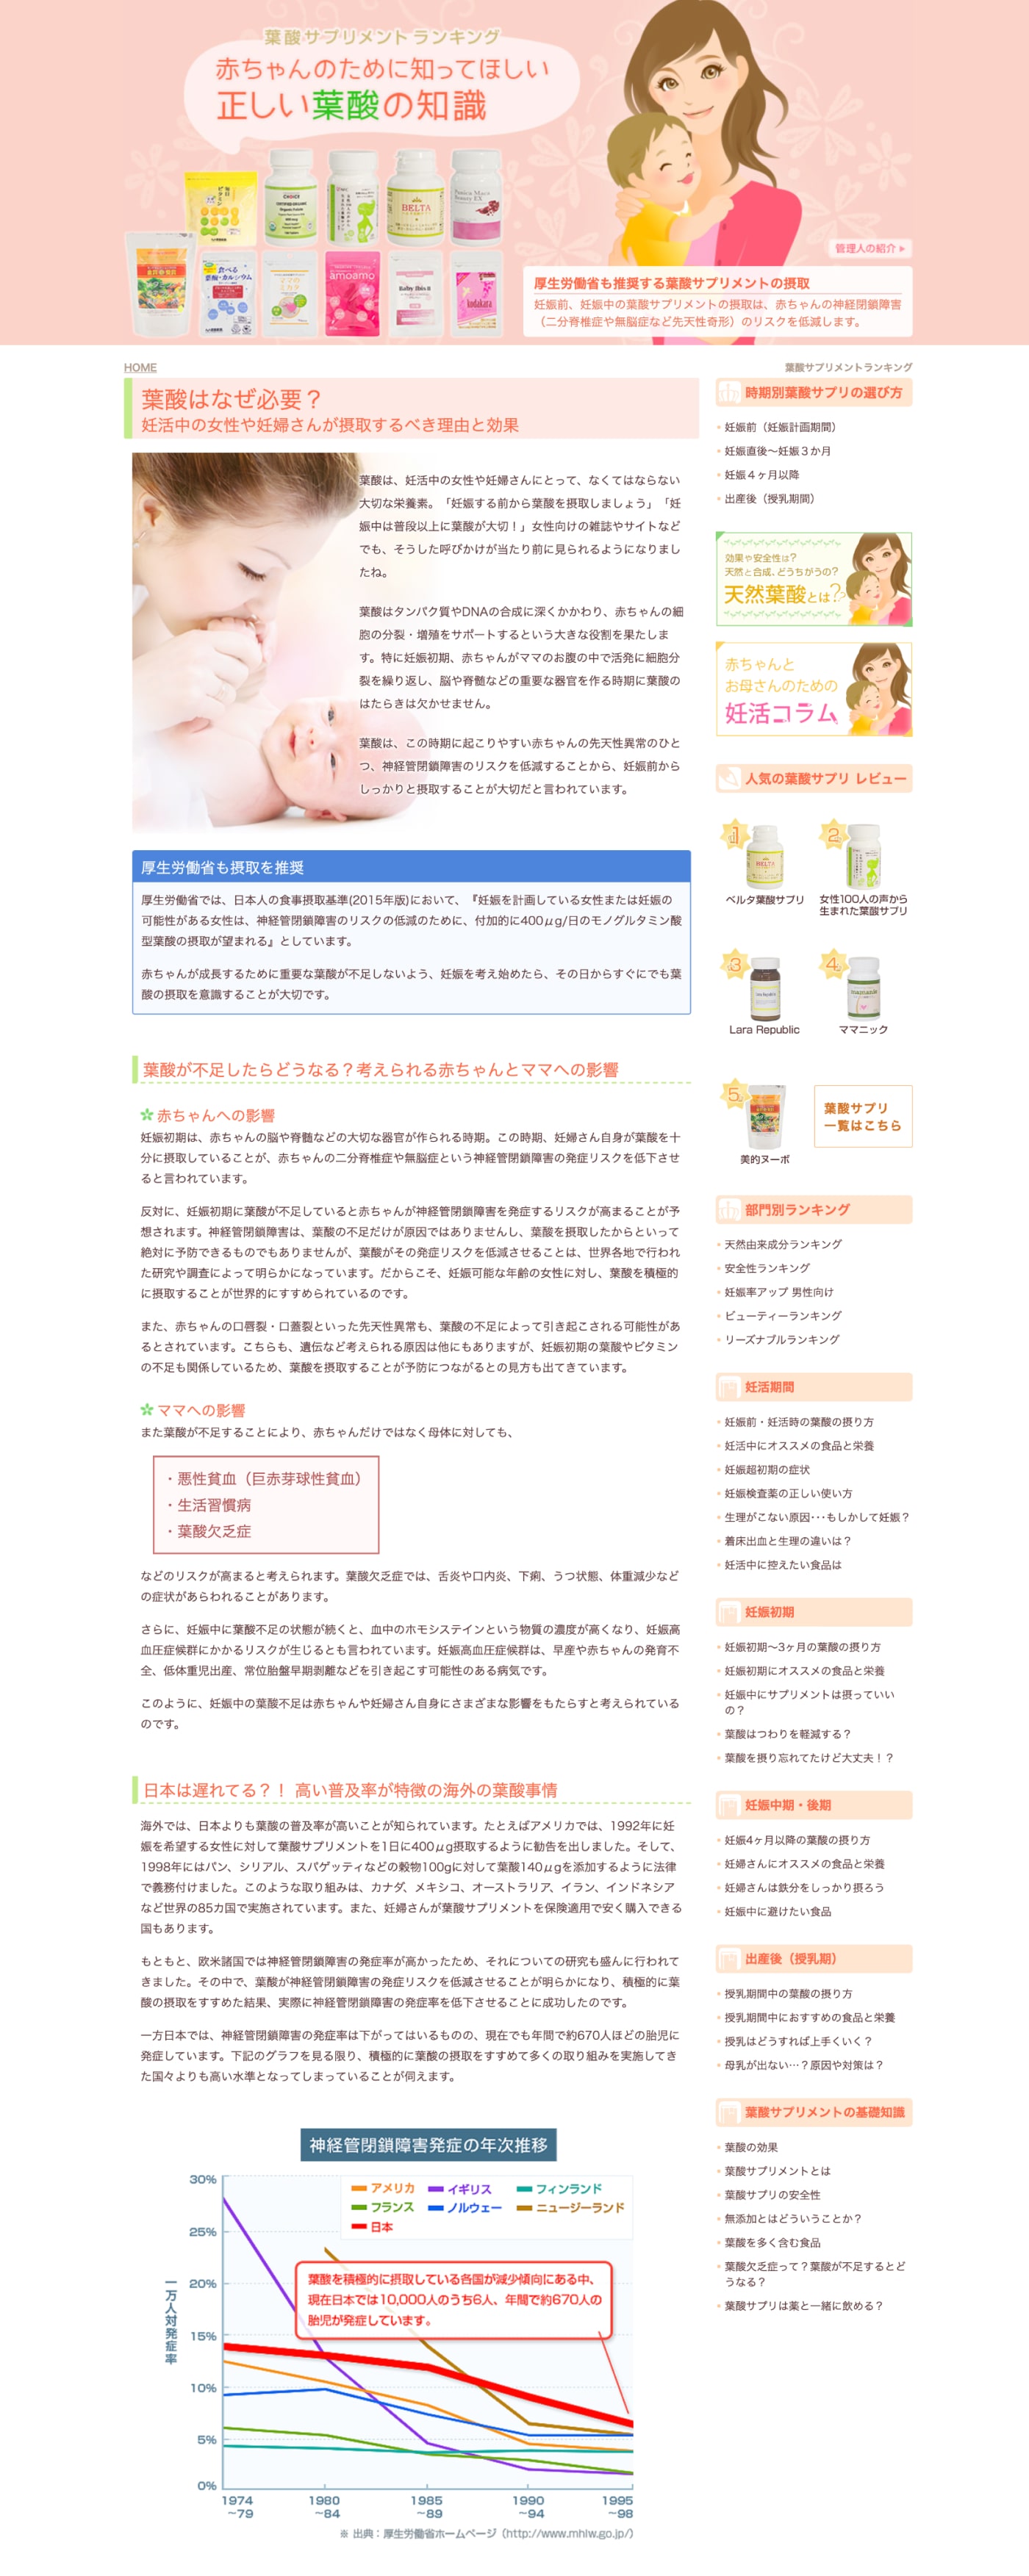 葉酸サプリメント ランキング
赤ちゃんのために知ってほしい
正しい葉酸の知識
CHOICE
BELTA
amoamo
管理人の紹介
厚生労働省も推奨する葉酸サプリメントの摂取
妊娠前、妊娠中の葉酸サプリメントの摂取は、赤ちゃんの神経閉鎖障害
（二分脊椎症や無脳症など先天性奇形）のリスクを低減します。
HOME
葉酸サプリメントランキング
葉酸はなぜ必要？
妊活中の女性や妊婦さんが摂取するべき理由と効果
葉酸は、妊活中の女性や妊婦さんにとって、なくてはならない
大切な栄養素。「妊娠する前から葉酸を摂取しましょう」「妊
娠中は普段以上に葉酸が大切！」女性向けの雑誌やサイトなど
でも、そうした呼びかけが当たり前に見られるようになりまし
たね。
葉酸はタンパク質やDNAの合成に深くかかわり、赤ちゃんの細
胞の分裂・増殖をサポートするという大きな役割を果たしま
す。特に妊娠初期、赤ちゃんがママのお腹の中で活発に細胞分
裂を繰り返し、脳や脊髄などの重要な器官を作る時期に葉酸の
はたらきは欠かせません。
葉酸は、この時期に起こりやすい赤ちゃんの先天性異常のひと
つ、神経管閉鎖障害のリスクを低減することから、妊娠前から
しっかりと摂取することが大切だと言われています。
厚生労働省も摂取を推奨
厚生労働省では、日本人の食事摂取基準(2015年版)において、『妊娠を計画している女性または妊娠の
可能性がある女性は、神経管閉鎖障害のリスクの低減のために、付加的に400μg/日のモノグルタミン酸
型葉酸の摂取が望まれる』としています。
赤ちゃんが成長するために重要な葉酸が不足しないよう、妊娠を考え始めたら、その日からすぐにでも葉
酸の摂取を意識することが大切です。
葉酸が不足したらどうなる？考えられる赤ちゃんとママへの影響
赤ちゃんへの影響
妊娠初期は、赤ちゃんの脳や脊髄などの大切な器官が作られる時期。この時期、妊婦さん自身が葉酸を十
分に摂取していることが、赤ちゃんの二分脊椎症や無脳症という神経管閉鎖障害の発症リスクを低下させ
ると言われています。
反対に、妊娠初期に葉酸が不足していると赤ちゃんが神経管閉鎖障害を発症するリスクが高まることが予
想されます。神経管閉鎖障害は、葉酸の不足だけが原因ではありませんし、葉酸を摂取したからといって
絶対に予防できるものでもありませんが、葉酸がその発症リスクを低減させることは、世界各地で行われ
た研究や調査によって明らかになっています。だからこそ、妊娠可能な年齢の女性に対し、葉酸を積極的
に摂取することが世界的にすすめられているのです。
また、赤ちゃんの口唇裂・口蓋裂といった先天性異常も、葉酸の不足によって引き起こされる可能性があ
るとされています。こちらも、遺伝など考えられる原因は他にもありますが、妊娠初期の葉酸やビタミン
の不足も関係しているため、葉酸を摂取することが予防につながるとの見方も出てきています。
ママへの影響
また葉酸が不足することにより、赤ちゃんだけではなく母体に対しても、
・悪性貧血（巨赤芽球性貧血）
・生活習慣病
・葉酸欠乏症
などのリスクが高まると考えられます。葉酸欠乏症では、舌炎や口内炎、下痢、うつ状態、体重減少など
の症状があらわれることがあります。
さらに、妊娠中に葉酸不足の状態が続くと、血中のホモシステインという物質の濃度が高くなり、妊娠高
血圧症候群にかかるリスクが生じるとも言われています。妊娠高血圧症候群は、早産や赤ちゃんの発育不
全、低体重児出産、常位胎盤早期剥離などを引き起こす可能性のある病気です。
このように、妊娠中の葉酸不足は赤ちゃんや妊婦さん自身にさまざまな影響をもたらすと考えられている
のです。
日本は遅れてる？！ 高い普及率が特徴の海外の葉酸事情
海外では、日本よりも葉酸の普及率が高いことが知られています。たとえばアメリカでは、1992年に妊
娠を希望する女性に対して葉酸サプリメントを1日に400μg摂取するように勧告を出しました。そして、
1998年にはパン、シリアル、スパゲッティなどの穀物100gに対して葉酸140μgを添加するように法律
で義務付けました。このような取り組みは、カナダ、メキシコ、オーストラリア、イラン、インドネシア
など世界の85カ国で実施されています。また、妊婦さんが葉酸サプリメントを保険適用で安く購入できる
国もあります。
もともと、欧米諸国では神経管閉鎖障害の発症率が高かったため、それについての研究も盛んに行われて
きました。その中で、葉酸が神経管閉鎖障害の発症リスクを低減させることが明らかになり、積極的に葉
酸の摂取をすすめた結果、実際に神経管閉鎖障害の発症率を低下させることに成功したのです。
一方日本では、神経管閉鎖障害の発症率は下がってはいるものの、現在でも年間で約670人ほどの胎児に
発症しています。下記のグラフを見る限り、積極的に葉酸の摂取をすすめて多くの取り組みを実施してき
た国々よりも高い水準となってしまっていることが伺えます。
神経管閉鎖障害発症の年次推移
一万人対発症率
30%
25%
20%
15%
10%
5%
0%
アメリカ イギリス フィンランド
フランス ノルウェー ニュージーランド
日本
葉酸を積極的に摂取している各国が減少傾向にある中、
現在日本では10,000人のうち6人、年間で約670人の
胎児が発症しています。
1974 1980 1985 1990 1995
~79 ~84 ~89 ~94 ~98
※ 出典：厚生労働省ホームページ（http://www.mhlw.go.jp/）
時期別葉酸サプリの選び方
妊娠前（妊娠計画期間）
妊娠直後～妊娠３か月
妊娠４ヶ月以降
出産後（授乳期間）
効果や安全性は？
天然と合成、どうちがうの？
天然葉酸とは？
赤ちゃんと
お母さんのための
妊活コラム
人気の葉酸サプリ レビュー
1
ベルタ葉酸サプリ
2
女性100人の声から
生まれた葉酸サプリ
3
Lara Republic
4
ママニック
5
美的ヌーボ
葉酸サプリ
一覧はこちら
部門別ランキング
天然由来成分ランキング
安全性ランキング
妊娠率アップ 男性向け
ビューティーランキング
リーズナブルランキング
妊活期間
妊娠前・妊活時の葉酸の摂り方
妊活中にオススメの食品と栄養
妊娠超初期の症状
妊娠検査薬の正しい使い方
生理がこない原因･･･もしかして妊娠？
着床出血と生理の違いは？
妊活中に控えたい食品は
妊娠初期
妊娠初期～3ヶ月の葉酸の摂り方
妊娠初期にオススメの食品と栄養
妊娠中にサプリメントは摂っていい
の？
葉酸はつわりを軽減する？
葉酸を摂り忘れてたけど大丈夫！？
妊娠中期・後期
妊娠4ヶ月以降の葉酸の摂り方
妊婦さんにオススメの食品と栄養
妊婦さんは鉄分をしっかり摂ろう
妊娠中に避けたい食品
出産後（授乳期）
授乳期間中の葉酸の摂り方
授乳期間中におすすめの食品と栄養
授乳はどうすれば上手くいく？
母乳が出ない…？原因や対策は？
葉酸サプリメントの基礎知識
葉酸の効果
葉酸サプリメントとは
葉酸サプリの安全性
無添加とはどういうことか？
葉酸を多く含む食品
葉酸欠乏症って？葉酸が不足するとど
うなる？
葉酸サプリは薬と一緒に飲める？